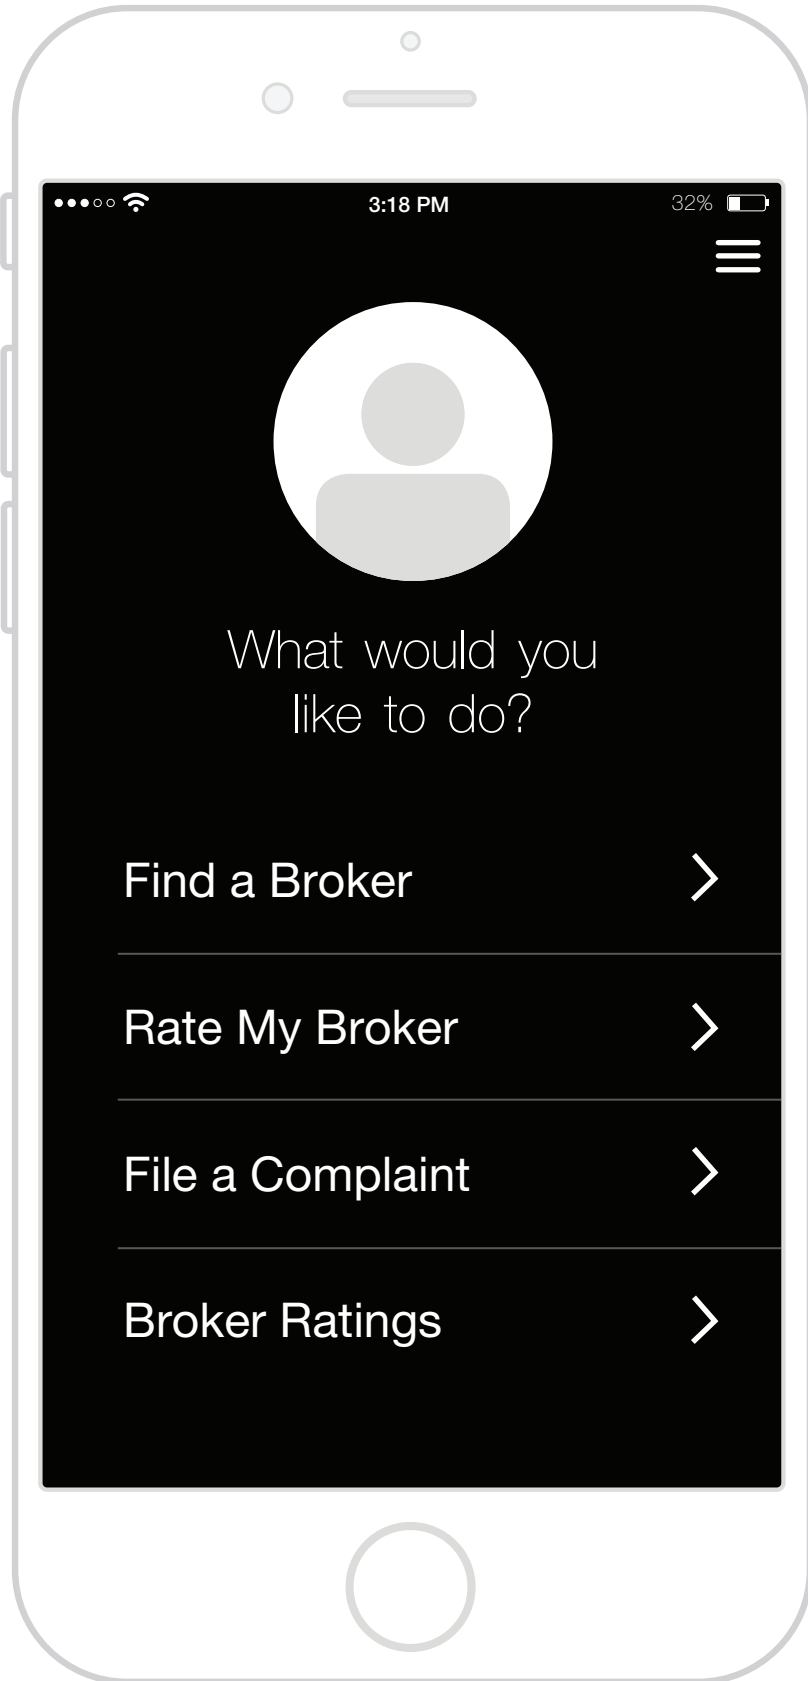 3:18 PM 32%
What would you
like to do?
Find a Broker
Rate My Broker
File a Complaint
Broker Ratings